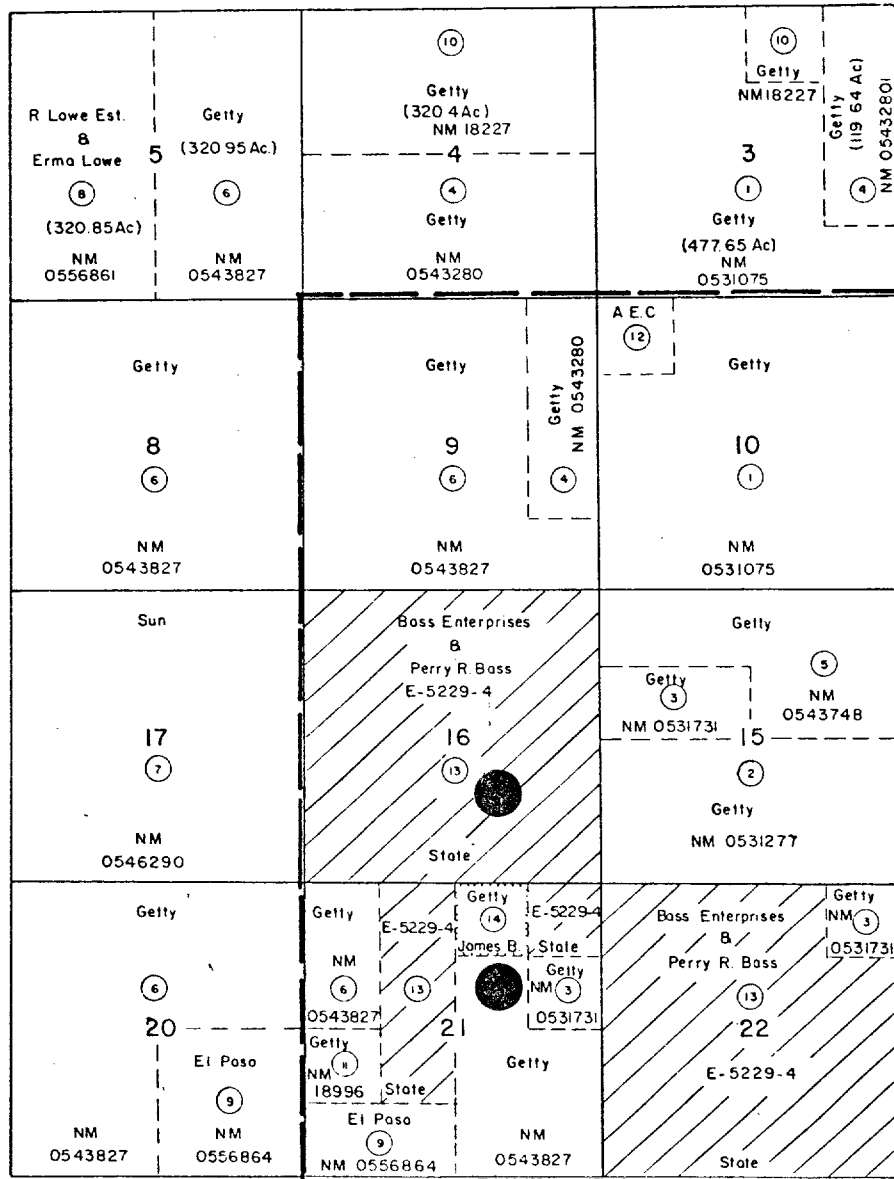 R Lowe Est.
&
Erma Lowe
8
(320.85Ac)
NM
0556861
5
Getty
(320.95Ac.)
6
NM
0543827
10
Getty
(320.4Ac)
NM 18227
4
4
Getty
NM
0543280
10
Getty
NM18227
3
1
Getty
(477.65 Ac)
NM
0531075
Getty
(119 64 Ac)
NM 05432801
4
Getty
8
6
NM
0543827
Getty
9
6
NM
0543827
Getty
NM 0543280
4
A E.C
12
Getty
10
1
NM
0531075
Sun
17
7
NM
0546290
Bass Enterprises
&
Perry R. Bass
E-5229-4
16
13
State
Getty
5
NM
0543748
Getty
3
NM 0531731
15
2
Getty
NM 0531277
Getty
6
20
NM
0543827
El Paso
9
NM
0556864
Getty
NM
6
0543827
E-5229-4
13
State
Getty
14
James B.
E-5229-4
State
Getty
NM 3
0531731
21
Getty
11
NM
18996
El Paso
9
NM 0556864
Getty
NM
0543827
Bass Enterprises
&
Perry R. Bass
13
22
E-5229-4
State
Getty
NM 3
0531731